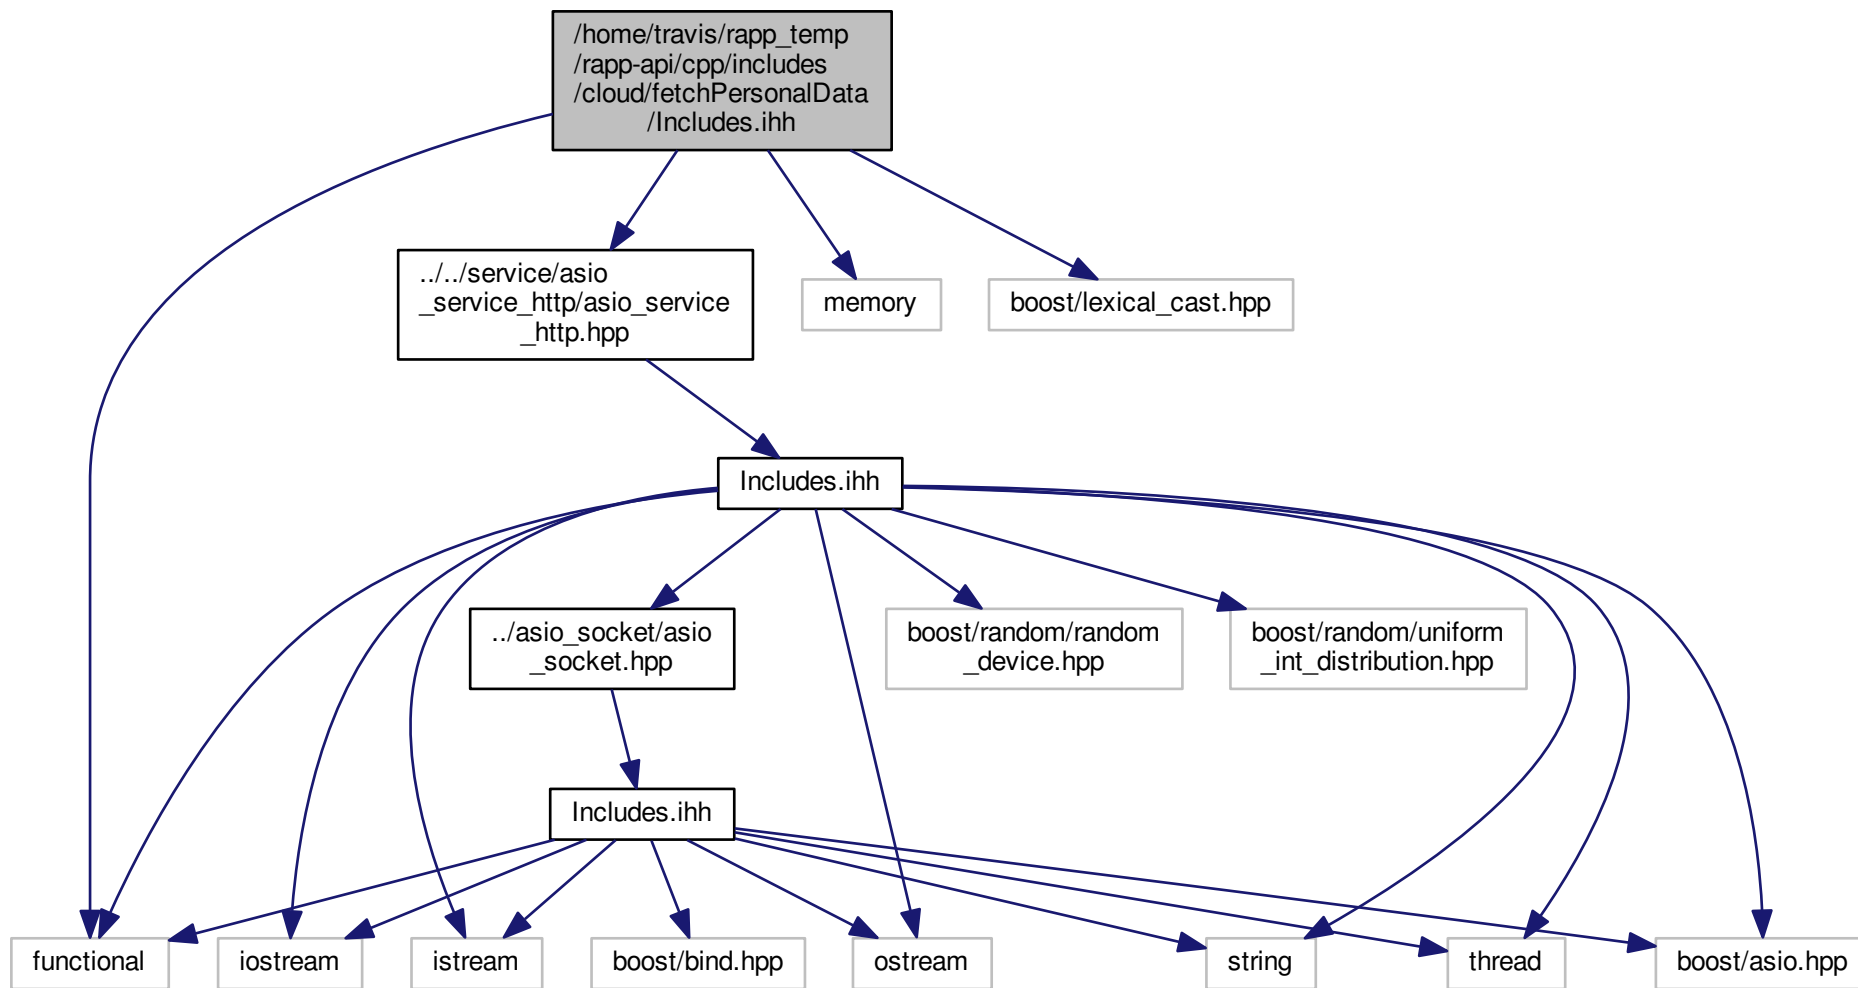 /home/travis/rapp_temp
/rapp-api/cpp/includes
/cloud/fetchPersonalData
/Includes.ihh
../../service/asio
_service_http/asio_service
_http.hpp
memory
boost/lexical_cast.hpp
Includes.ihh
../asio_socket/asio
_socket.hpp
boost/random/random
_device.hpp
boost/random/uniform
_int_distribution.hpp
Includes.ihh
functional
iostream
istream
boost/bind.hpp
ostream
string
thread
boost/asio.hpp